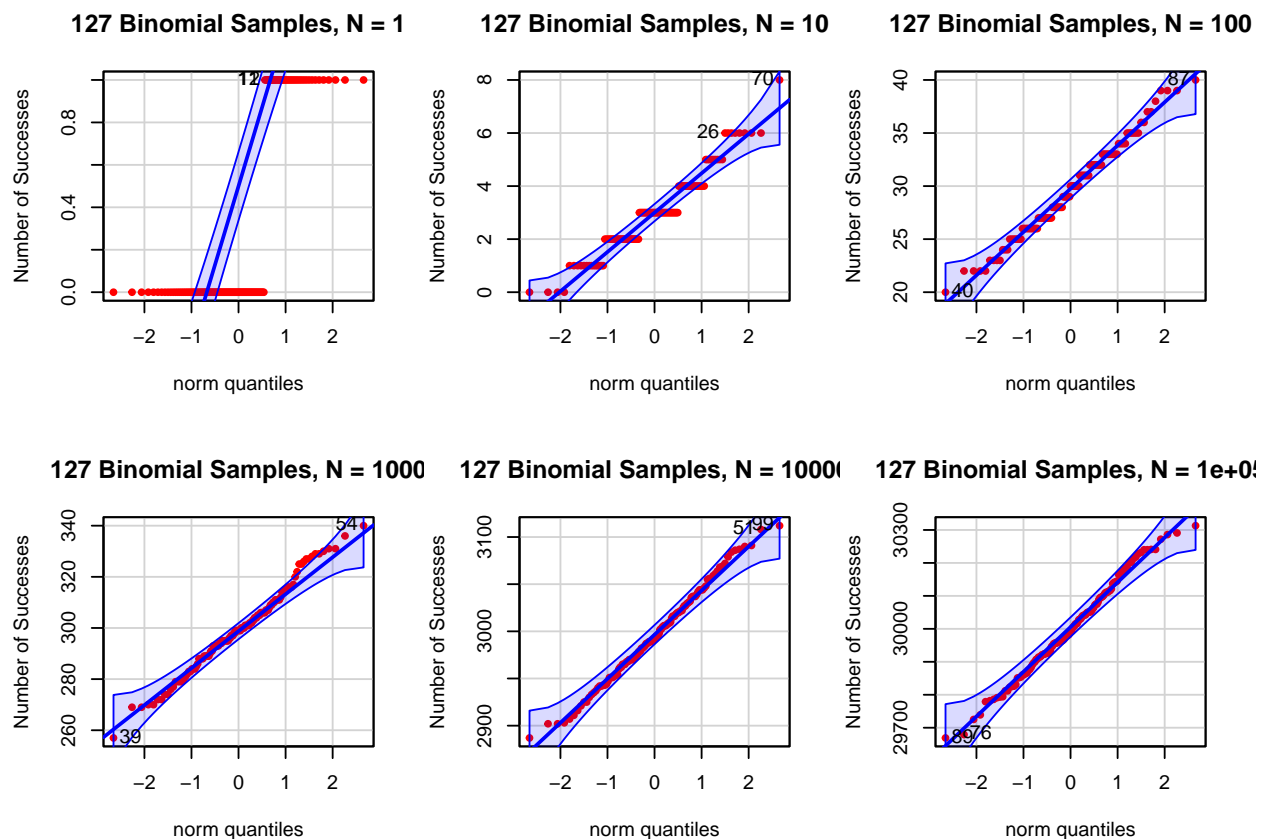 127 Binomial Samples, N = 1
Number of Successes
0.0
0.4
0.8
12
−2 −1 0 1 2
norm quantiles
127 Binomial Samples, N = 10
Number of Successes
0
2
4
6
8
70
26
−2 −1 0 1 2
norm quantiles
127 Binomial Samples, N = 100
Number of Successes
20
25
30
35
40
87
40
−2 −1 0 1 2
norm quantiles
127 Binomial Samples, N = 1000
Number of Successes
260
280
300
320
340
54
39
−2 −1 0 1 2
norm quantiles
127 Binomial Samples, N = 10000
Number of Successes
2900
3000
3100
51 99
−2 −1 0 1 2
norm quantiles
127 Binomial Samples, N = 1e+05
Number of Successes
29700
30000
30300
89 76
−2 −1 0 1 2
norm quantiles